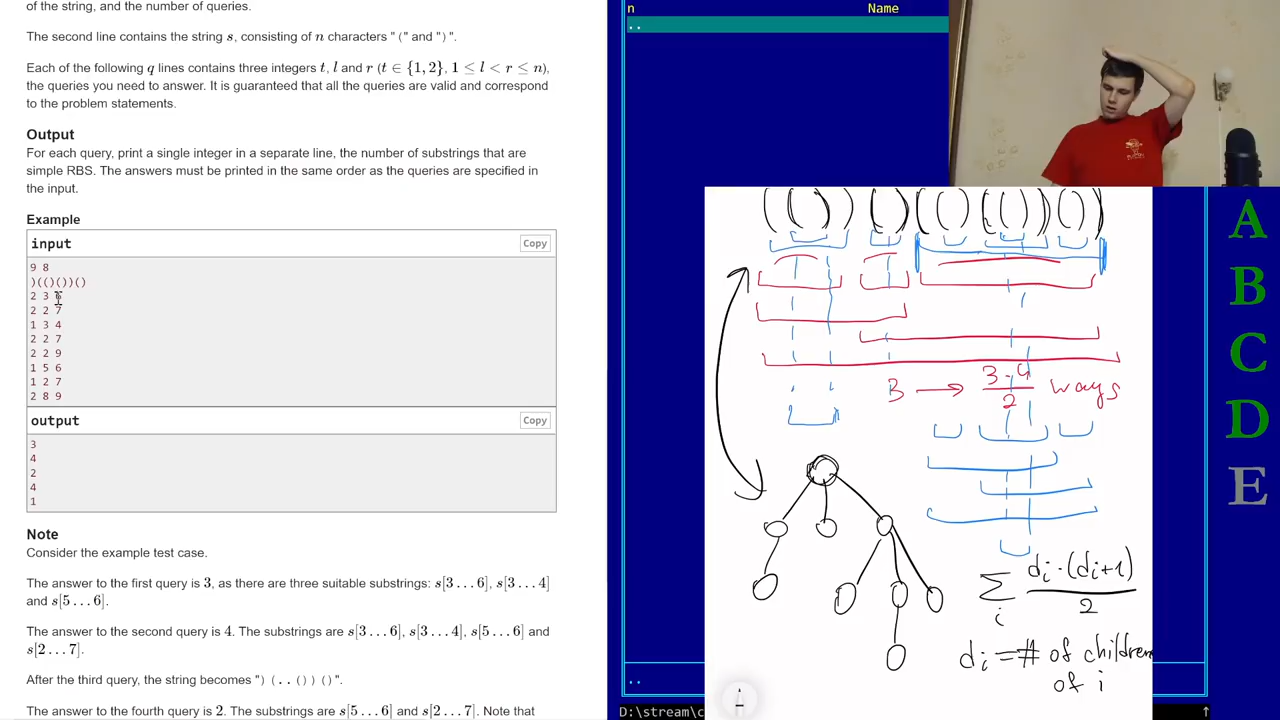 of the string, and the number of queries.
The second line contains the string s, consisting of n characters "(" and ")".
Each of the following q lines contains three integers t, l and r (t ∈ {1, 2}, 1 ≤ l < r ≤ n),
the queries you need to answer. It is guaranteed that all the queries are valid and correspond
to the problem statements.
Output
For each query, print a single integer in a separate line, the number of substrings that are
simple RBS. The answers must be printed in the same order as the queries are specified in
the input.
Example
input
Copy
9 8
)(()())()
2 3 6
2 2 7
1 3 4
2 2 7
2 2 9
1 5 6
1 2 7
2 8 9
output
Copy
3
4
2
4
1
Note
Consider the example test case.
The answer to the first query is 3, as there are three suitable substrings: s[3…6], s[3…4]
and s[5…6].
The answer to the second query is 4. The substrings are s[3…6], s[3…4], s[5…6] and
s[2…7].
After the third query, the string becomes ")(..())()".
The answer to the fourth query is 2. The substrings are s[5…6] and s[2…7]. Note that
n Name
..
(()) () (() (()) ())
3 → 3·4/2 ways
∑ i di·(di+1)/2
di = # of children
of i
..
D:\stream\c
A
B
C
D
E